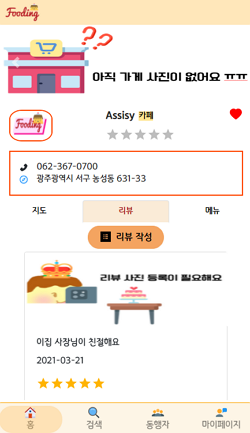 Fooding
??
아직 가게 사진이 없어요 ㅠㅠ
Fooding
Assisy 카페
062-367-0700
광주광역시 서구 농성동 631-33
지도
리뷰
메뉴
리뷰 작성
리뷰 사진 등록이 필요해요
이집 사장님이 친절해요
2021-03-21
홈
검색
동행자
마이페이지